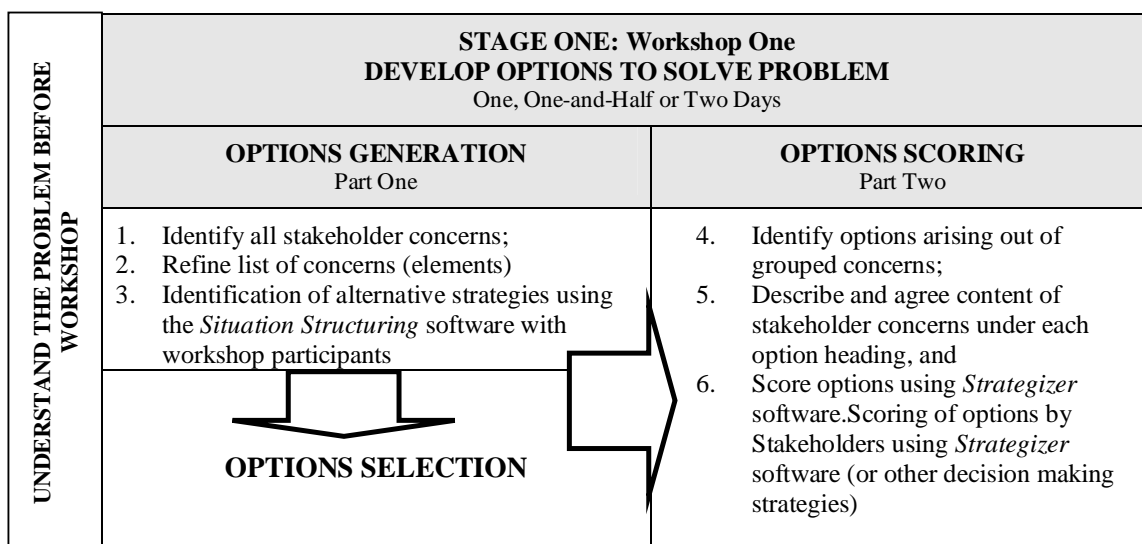 UNDERSTAND THE PROBLEM BEFORE
WORKSHOP
STAGE ONE: Workshop One
DEVELOP OPTIONS TO SOLVE PROBLEM
One, One-and-Half or Two Days
OPTIONS GENERATION
Part One
1. Identify all stakeholder concerns;
2. Refine list of concerns (elements)
3. Identification of alternative strategies using
the Situation Structuring software with
workshop participants
OPTIONS SELECTION
OPTIONS SCORING
Part Two
4. Identify options arising out of
grouped concerns;
5. Describe and agree content of
stakeholder concerns under each
option heading, and
6. Score options using Strategizer
software.Scoring of options by
Stakeholders using Strategizer
software (or other decision making
strategies)